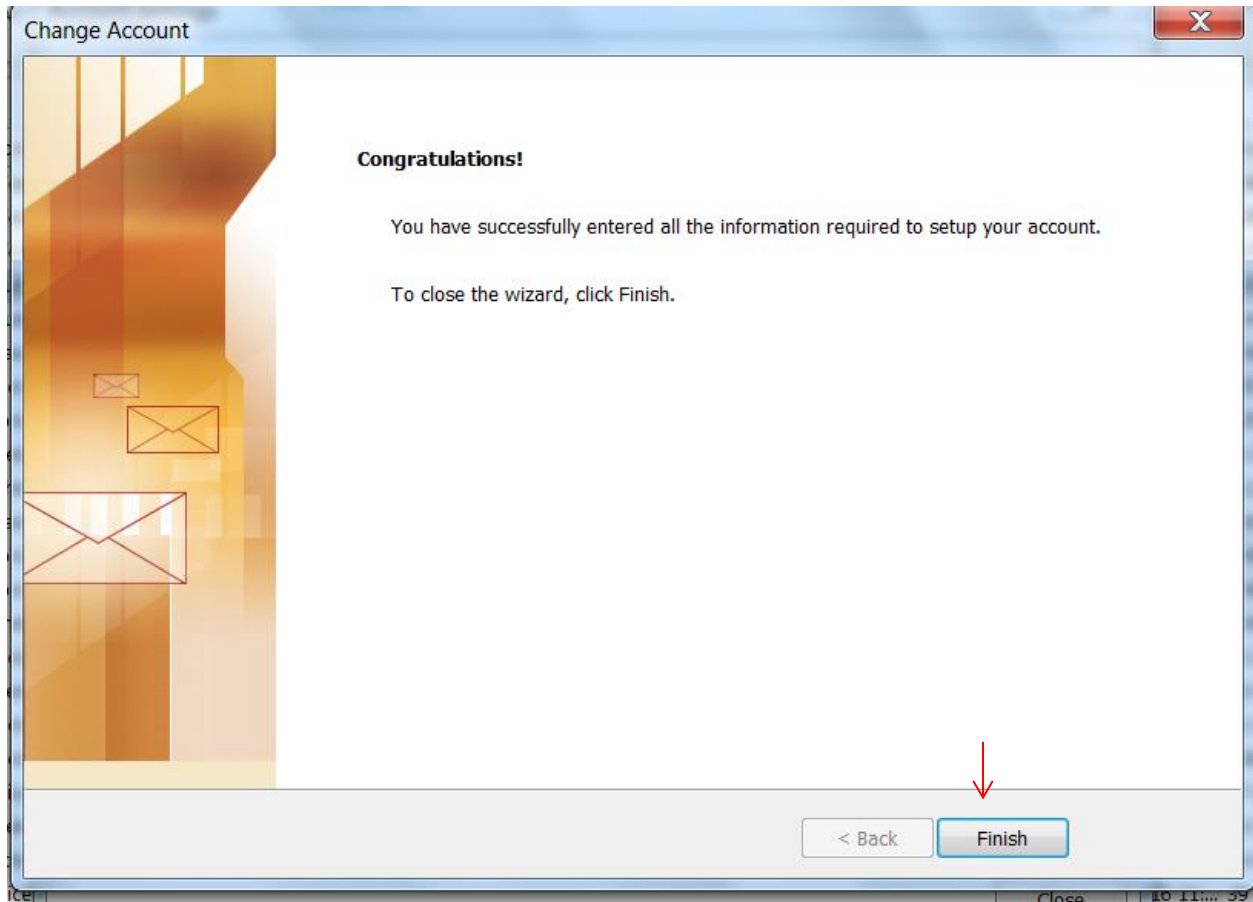 Change Account
X
Congratulations!
You have successfully entered all the information required to setup your account.
To close the wizard, click Finish.
< Back
Finish
Close